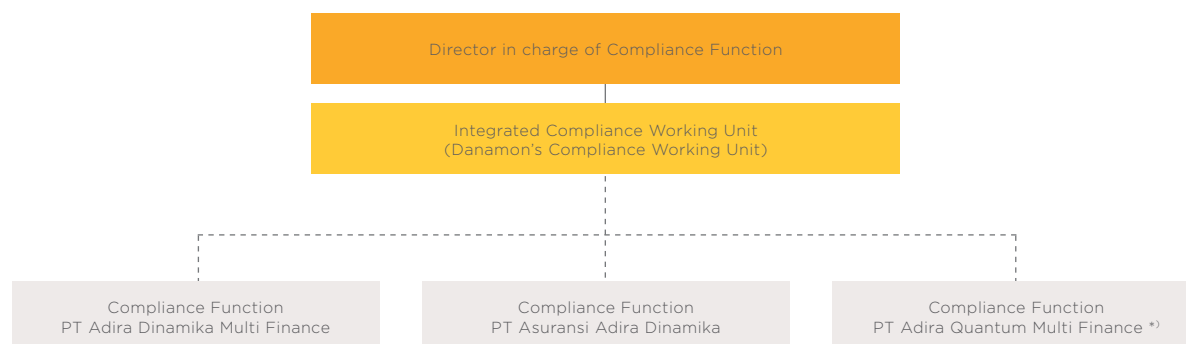 Director in charge of Compliance Function
Integrated Compliance Working Unit
(Danamon's Compliance Working Unit)
Compliance Function
PT Adira Dinamika Multi Finance
Compliance Function
PT Asuransi Adira Dinamika
Compliance Function
PT Adira Quantum Multi Finance *)